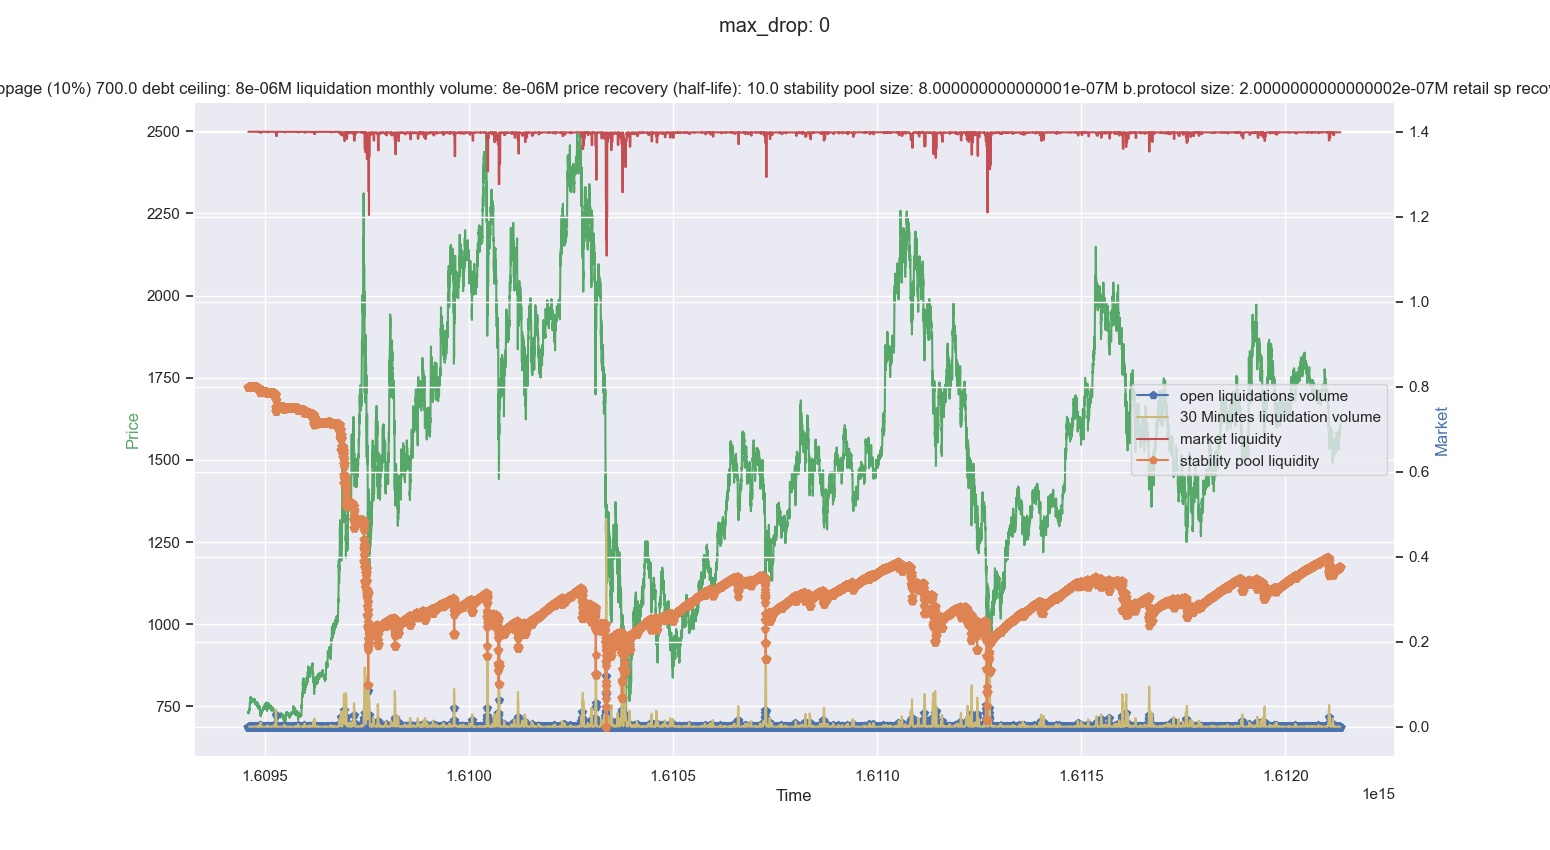 max_drop: 0
(10%) 700.0 debt ceiling: 8e-06M liquidation monthly volume: 8e-06M price recovery (half-life): 10.0 stability pool size: 8.000000000000001e-07M b.protocol size: 2.0000000000000002e-07M retail sp
2500
2250
2000
1750
1500
1250
1000
750
Price
1.4
1.2
1.0
0.8
0.6
0.4
0.2
0.0
Market
open liquidations volume
30 Minutes liquidation volume
market liquidity
stability pool liquidity
1.6095
1.6100
1.6105
1.6110
1.6115
1.6120
1e15
Time